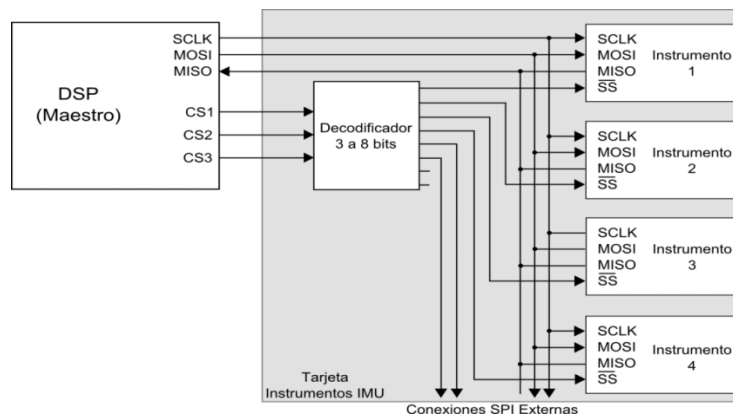 DSP
(Maestro)
SCLK
MOSI
MISO
CS1
CS2
CS3
Decodificador
3 a 8 bits
SCLK
MOSI
MISO
SS
Instrumento
1
SCLK
MOSI
MISO
SS
Instrumento
2
SCLK
MOSI
MISO
SS
Instrumento
3
SCLK
MOSI
MISO
SS
Instrumento
4
Tarjeta
Instrumentos IMU
Conexiones SPI Externas